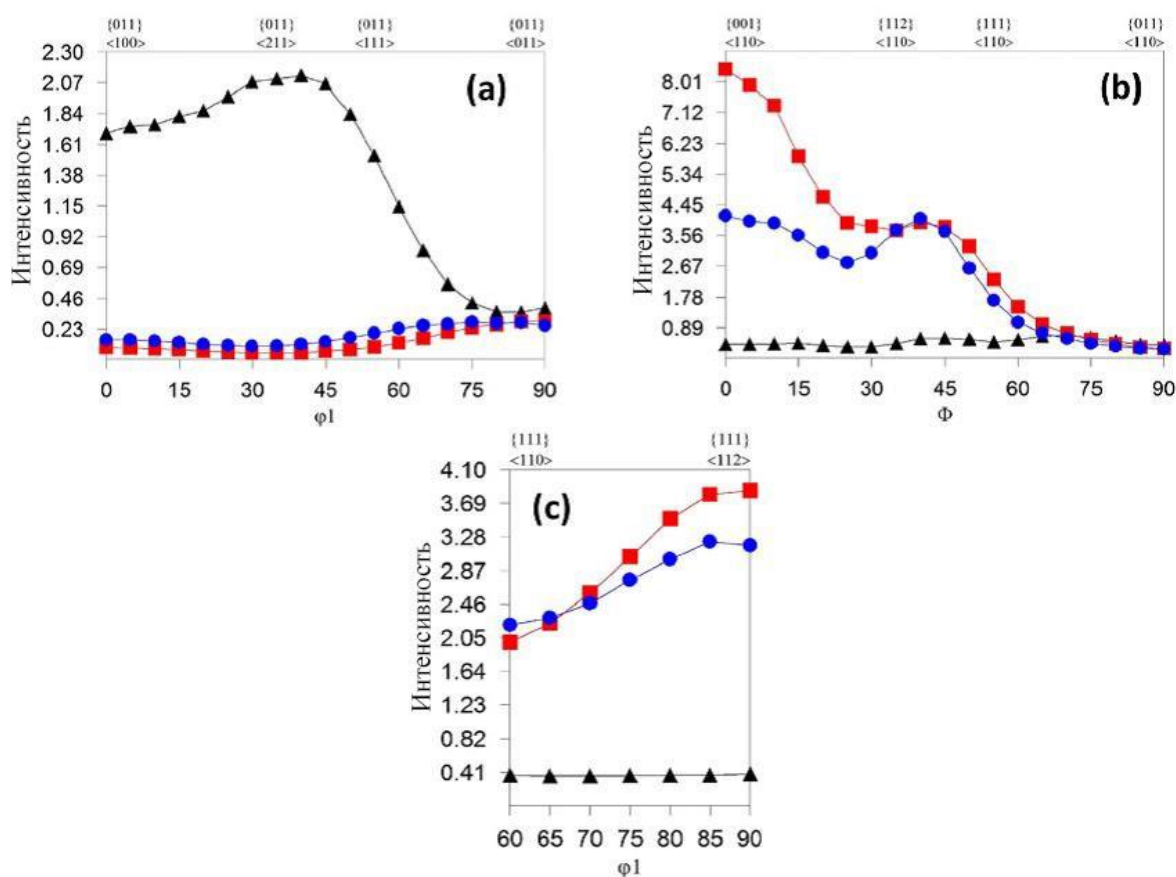 {011} {011} {011} {011}
<100> <211> <111> <011>
2.30
2.07
1.84
1.61
1.38
1.15
0.92
0.69
0.46
0.23
Интенсивность
(a)
0 15 30 45 60 75 90
φ1
{001} {112} {111} {011}
<110> <110> <110> <110>
8.01
7.12
6.23
5.34
4.45
3.56
2.67
1.78
0.89
Интенсивность
(b)
0 15 30 45 60 75 90
Φ
{111} {111}
<110> <112>
4.10
3.69
3.28
2.87
2.46
2.05
1.64
1.23
0.82
0.41
Интенсивность
(c)
60 65 70 75 80 85 90
φ1